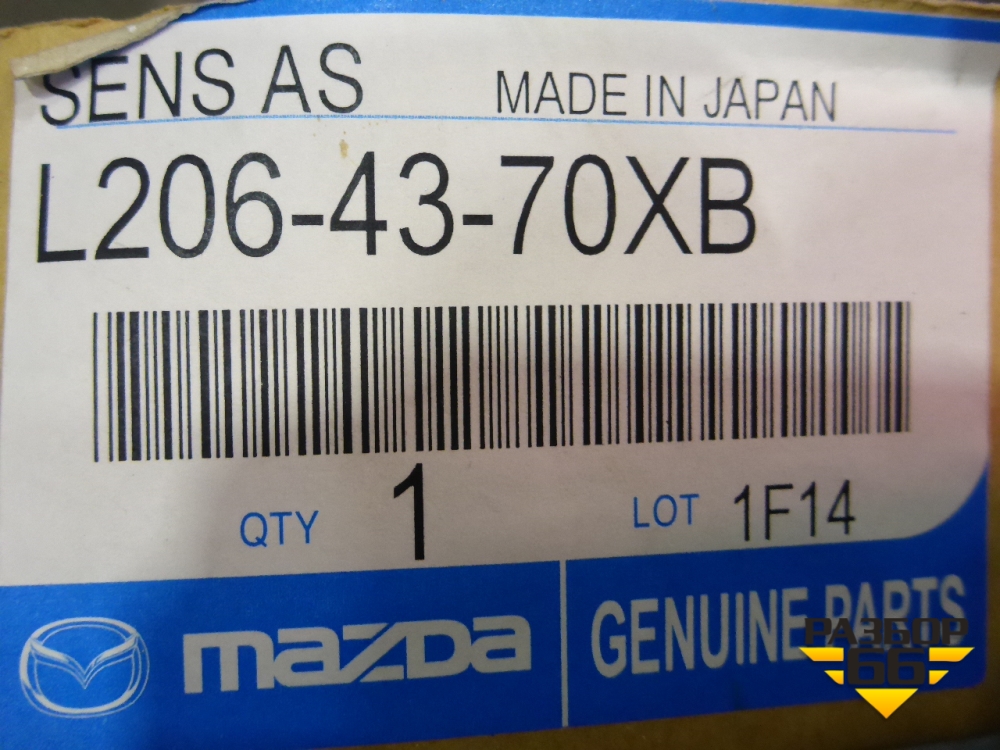 SENS AS MADE IN JAPAN
L206-43-70XB
QTY 1 LOT 1F14
mazda GENUINE PARTS
РАЗБОР
66